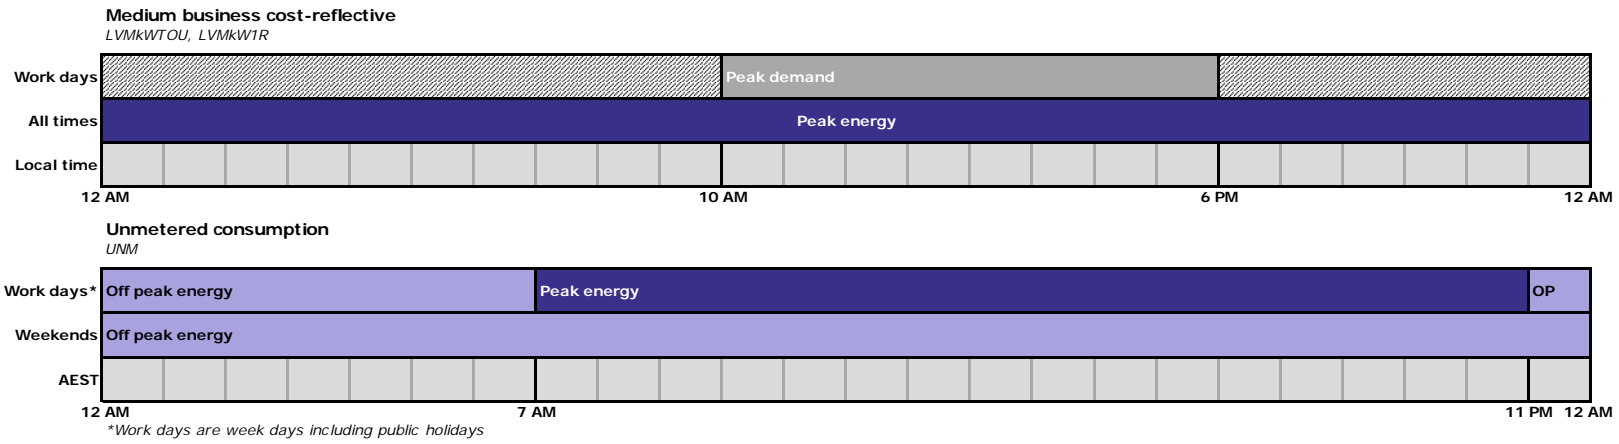 Medium business cost-reflective
LVMkWTOU, LVMkW1R
Work days Peak demand
All times Peak energy
Local time
12 AM 10 AM 6 PM 12 AM
Unmetered consumption
UNM
Work days* Off peak energy Peak energy OP
Weekends Off peak energy
AEST
12 AM 7 AM 11 PM 12 AM
*Work days are week days including public holidays